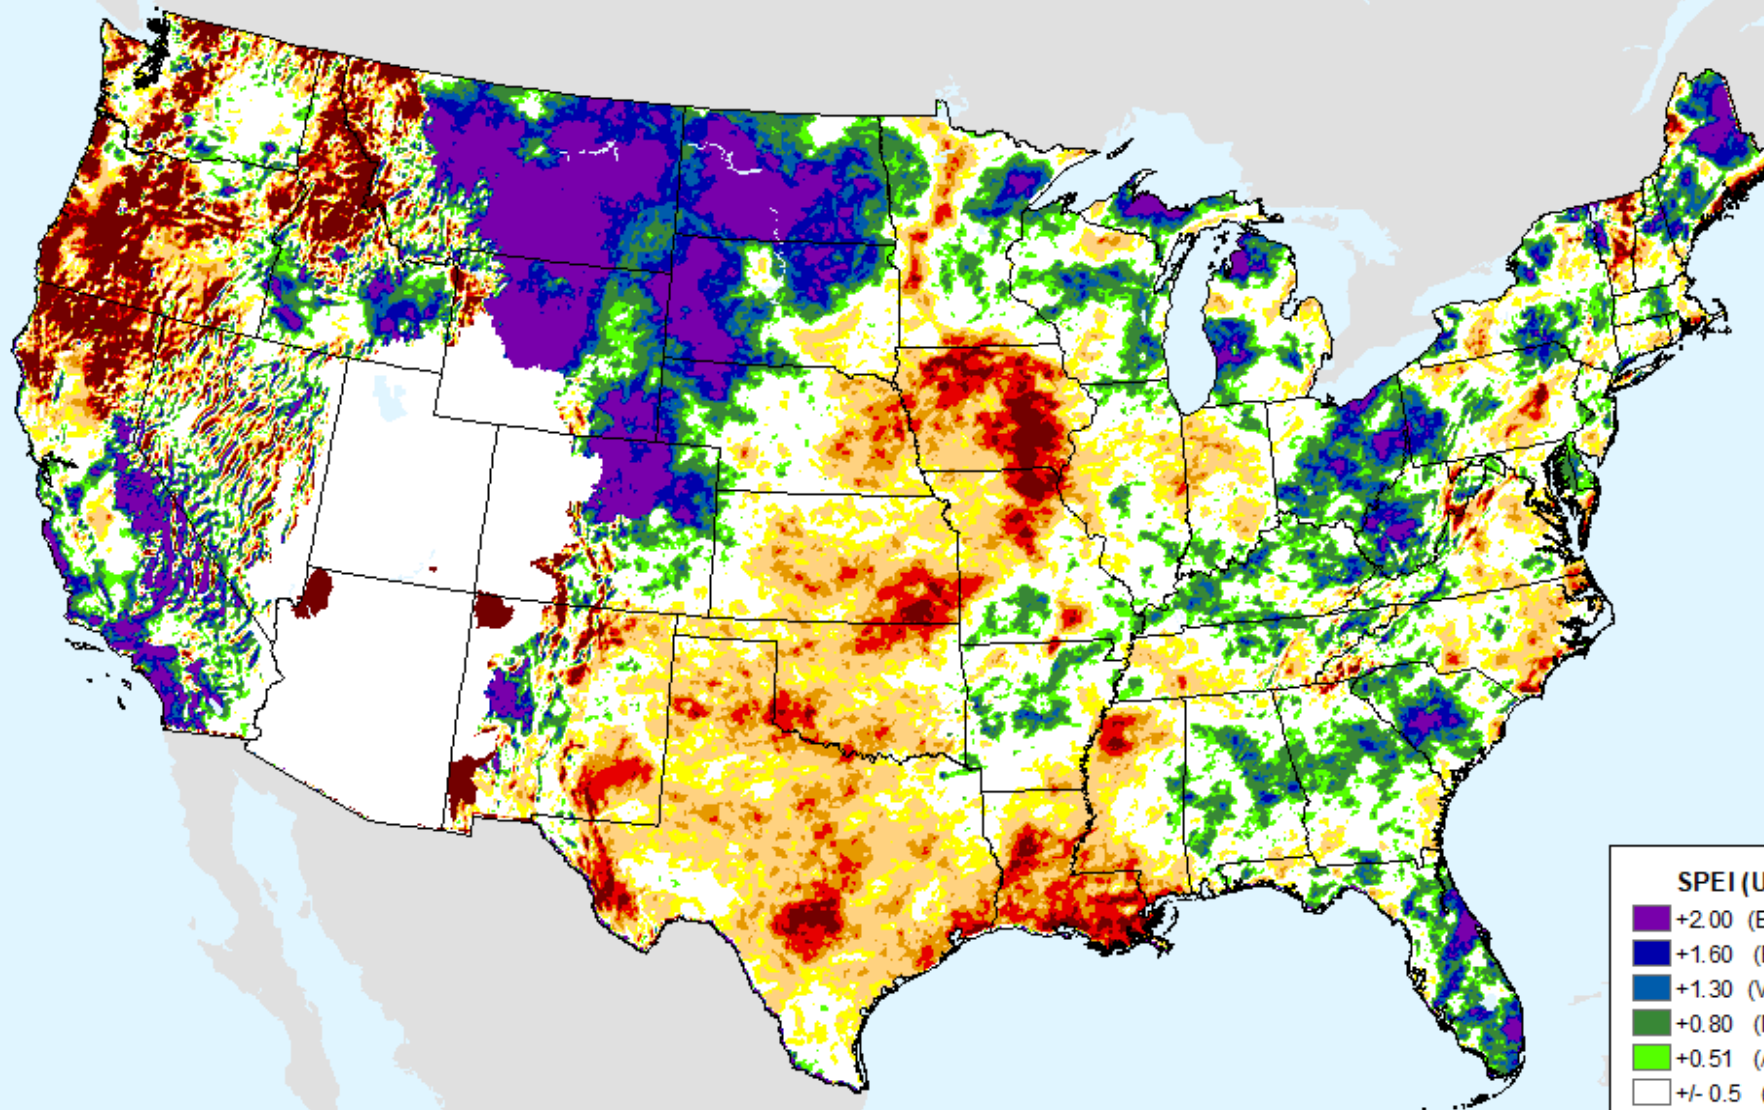 SPEI (U
+2.00 (E
+1.60 (
+1.30 (V
+0.80 (
+0.51 (
+/- 0.5 (